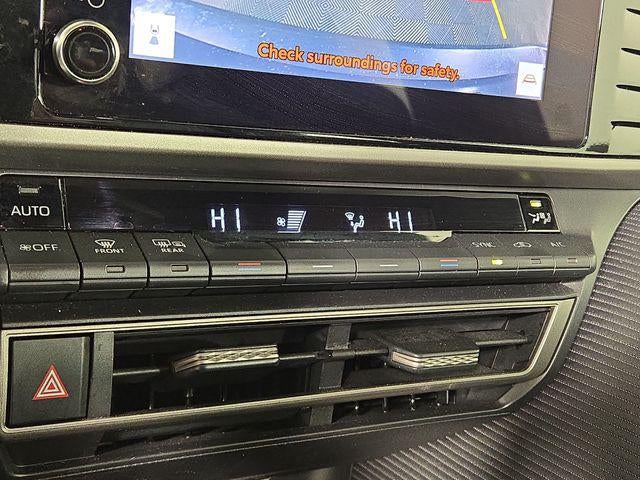 Check surroundings for safety.
AUTO
HI HI
OFF
FRONT
REAR
SYNC
A/C